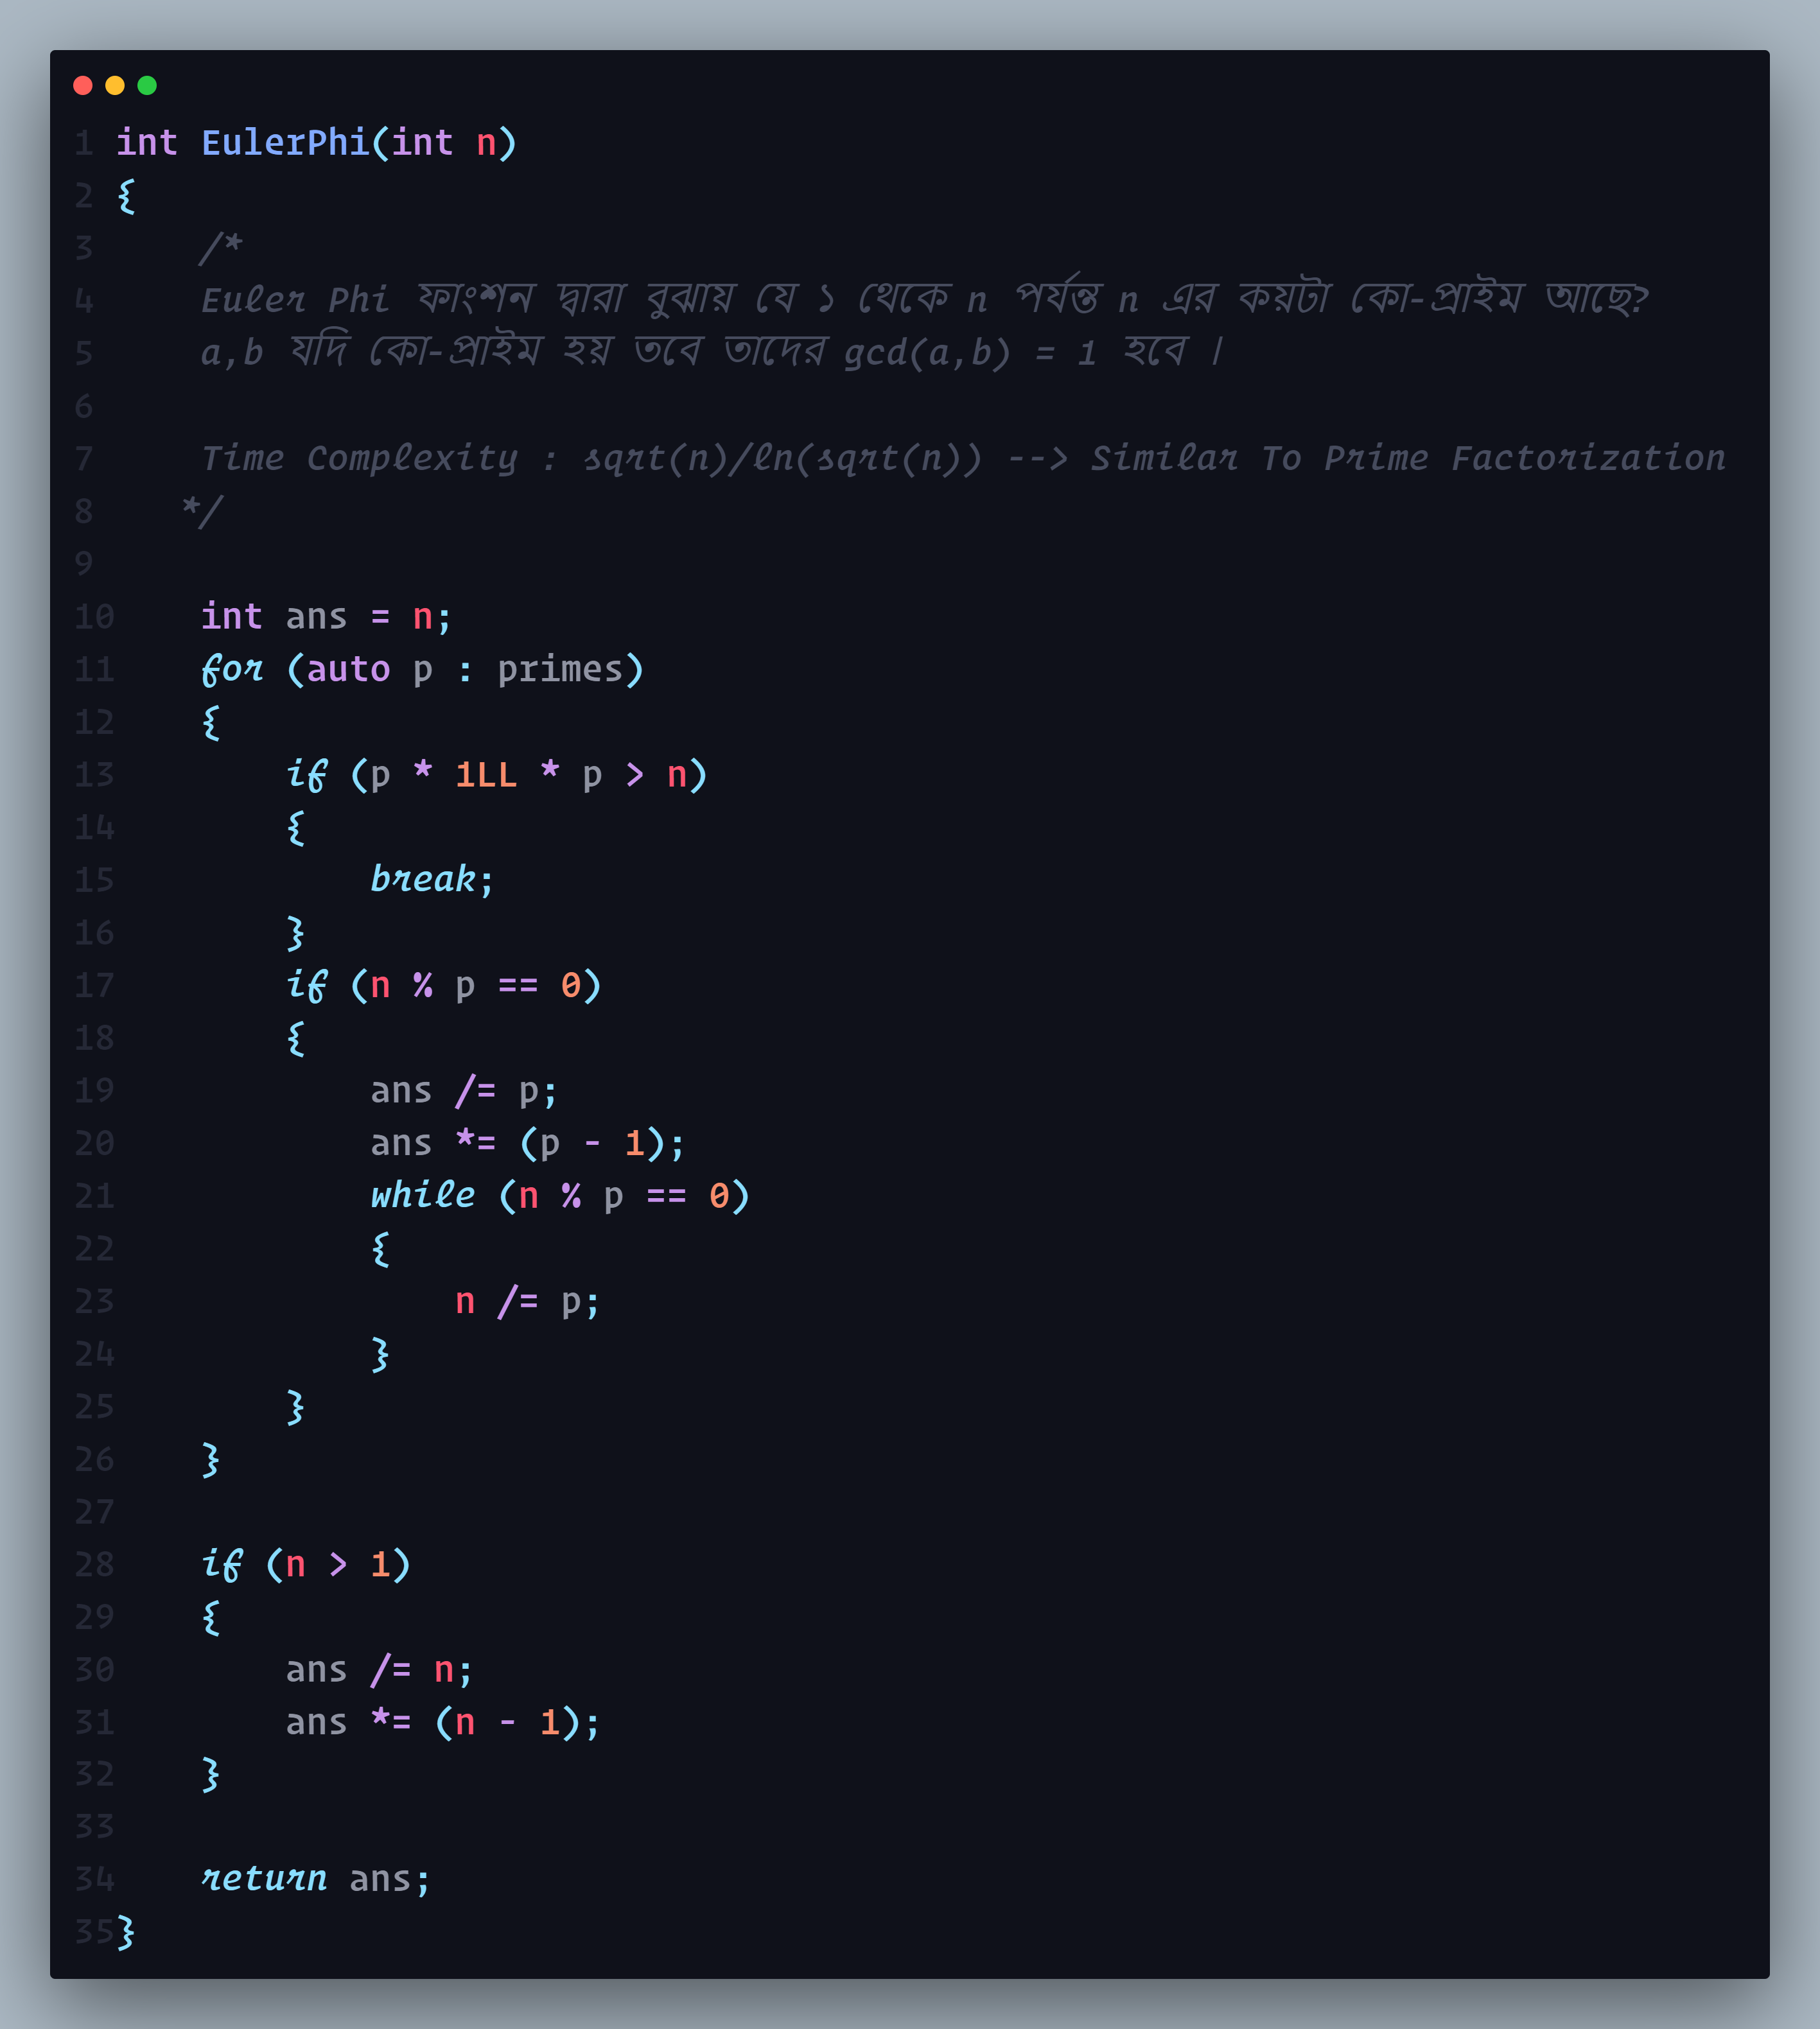 1 int EulerPhi(int n)
2 {
3     /*
4     Euler Phi ফাংশন দ্বারা বুঝায় যে ১ থেকে n পর্যন্ত n এর কয়টা কো-প্রাইম আছে?
5     a,b যদি কো-প্রাইম হয় তবে তাদের gcd(a,b) = 1 হবে ।
6
7     Time Complexity : sqrt(n)/ln(sqrt(n)) --> Similar To Prime Factorization
8    */
9
10    int ans = n;
11    for (auto p : primes)
12    {
13        if (p * 1LL * p > n)
14        {
15            break;
16        }
17        if (n % p == 0)
18        {
19            ans /= p;
20            ans *= (p - 1);
21            while (n % p == 0)
22            {
23                n /= p;
24            }
25        }
26    }
27
28    if (n > 1)
29    {
30        ans /= n;
31        ans *= (n - 1);
32    }
33
34    return ans;
35}